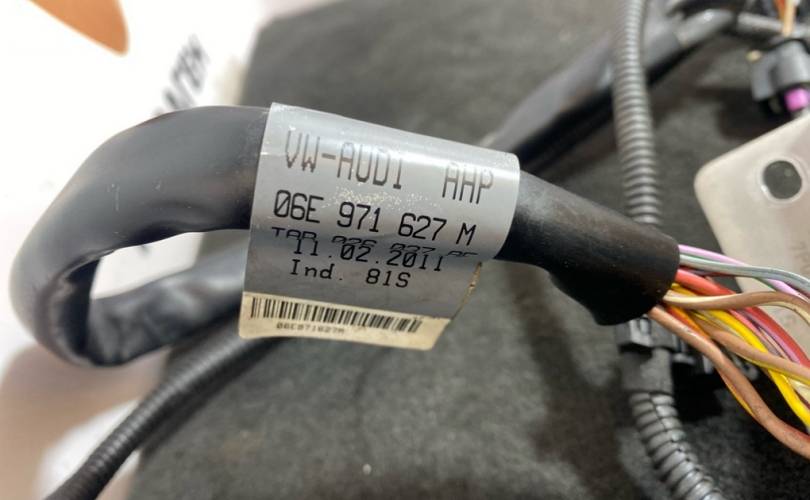 VW-AUDI AHP
06E 971 627 M
11.02.2011
Ind. 81S
06E971627M